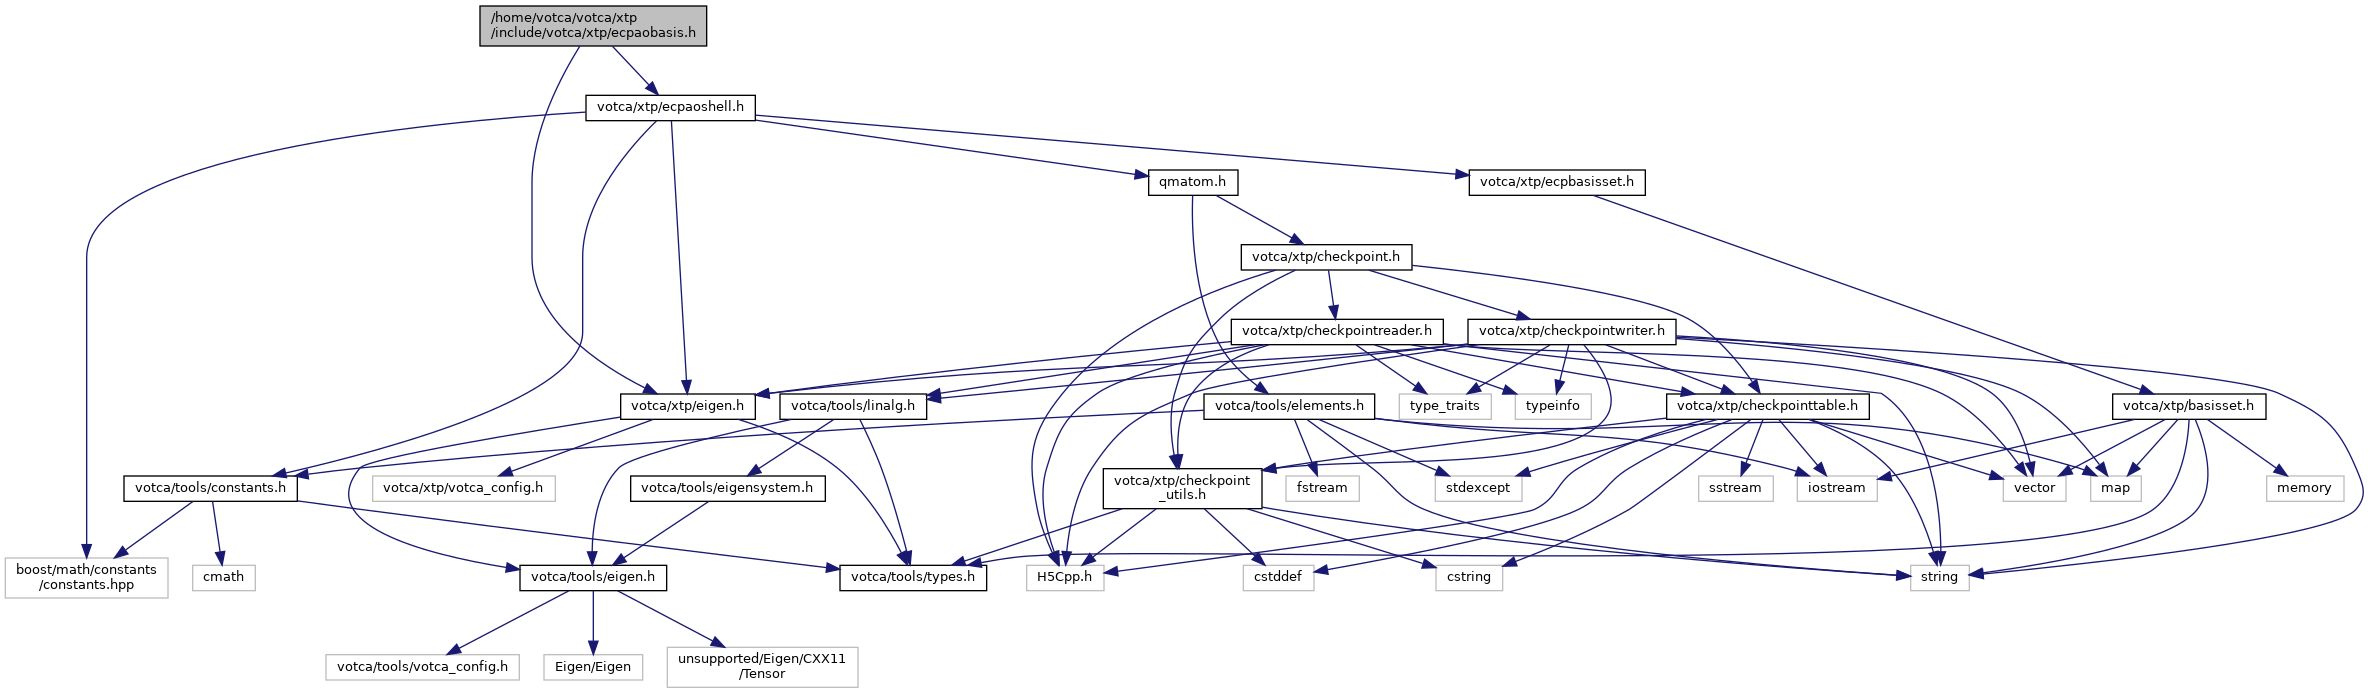 /home/votca/votca/xtp
/include/votca/xtp/ecpaobasis.h
votca/xtp/ecpaoshell.h
qmatom.h
votca/xtp/ecpbasisset.h
votca/xtp/checkpoint.h
votca/xtp/checkpointreader.h
votca/xtp/checkpointwriter.h
votca/xtp/eigen.h
votca/tools/linalg.h
votca/tools/elements.h
type_traits
typeinfo
votca/xtp/checkpointtable.h
votca/xtp/basisset.h
votca/tools/constants.h
votca/xtp/votca_config.h
votca/tools/eigensystem.h
votca/xtp/checkpoint
_utils.h
fstream
stdexcept
sstream
iostream
vector
map
memory
boost/math/constants
/constants.hpp
cmath
votca/tools/eigen.h
votca/tools/types.h
H5Cpp.h
cstddef
cstring
string
votca/tools/votca_config.h
Eigen/Eigen
unsupported/Eigen/CXX11
/Tensor